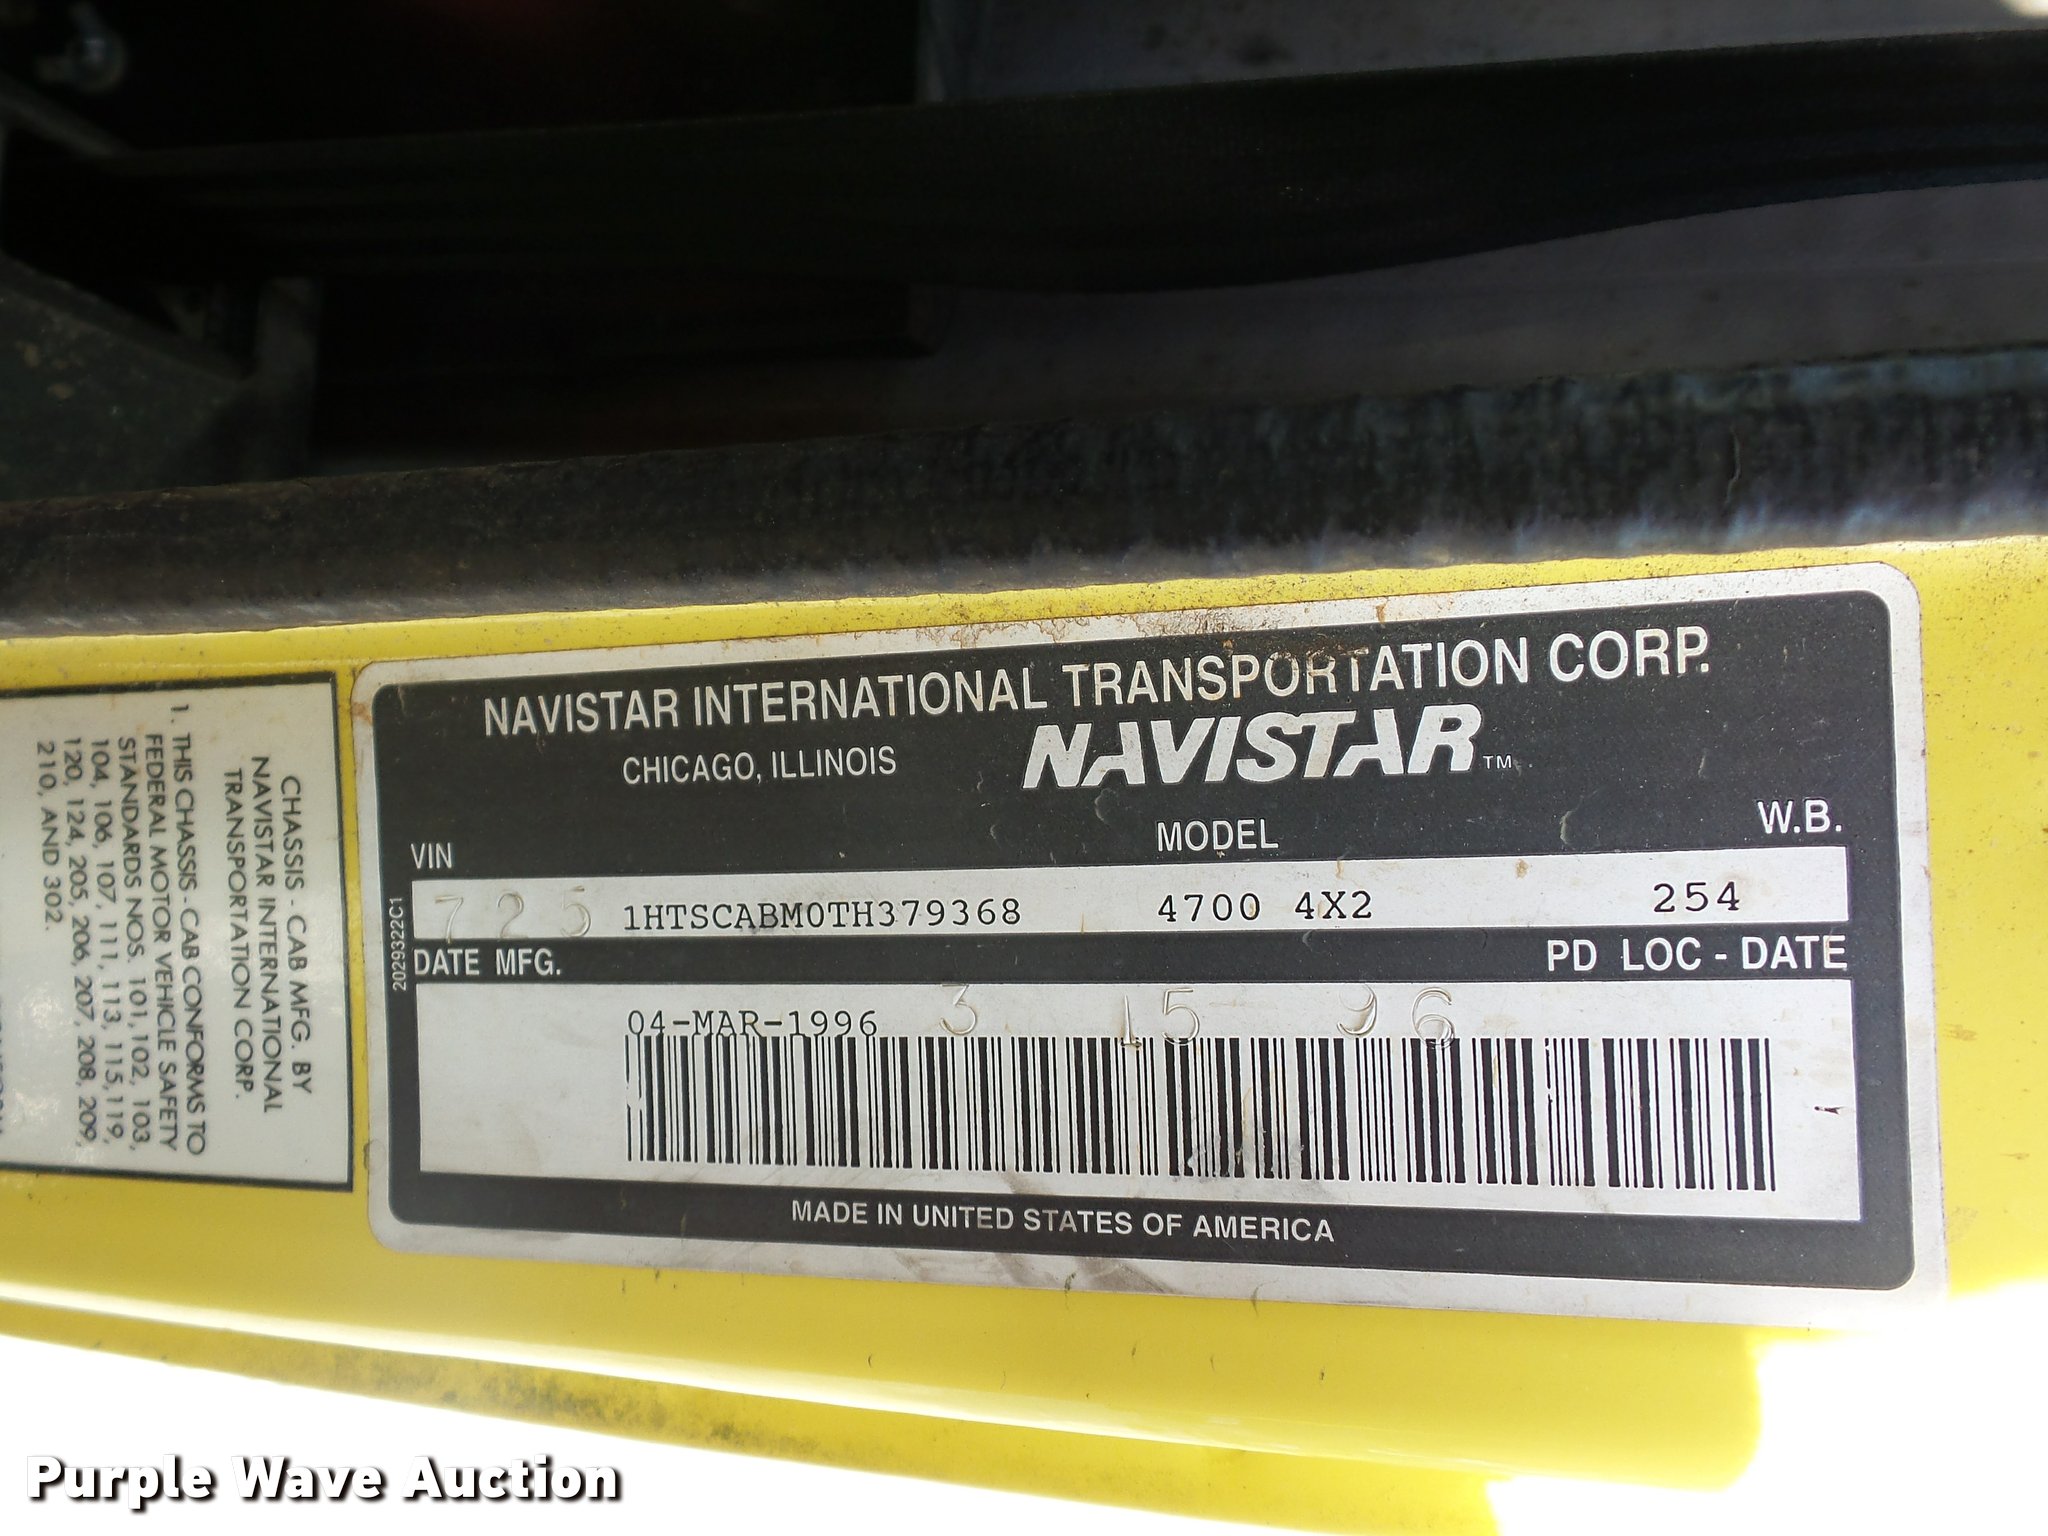 NAVISTAR INTERNATIONAL TRANSPORTATION CORP.
CHICAGO, ILLINOIS NAVISTAR™
VIN MODEL W.B.
725 1HTSCABM0TH379368 4700 4X2 254
DATE MFG. PD LOC - DATE
04-MAR-1996 3 15 96
MADE IN UNITED STATES OF AMERICA
2029322C1
CHASSIS - CAB MFG. BY
NAVISTAR INTERNATIONAL
TRANSPORTATION CORP.
1. THIS CHASSIS - CAB CONFORMS TO
FEDERAL MOTOR VEHICLE SAFETY
STANDARDS NOS. 101, 102, 103,
104, 106, 107, 111, 113, 115, 119,
120, 124, 205, 206, 207, 208, 209,
210, AND 302.
Purple Wave Auction